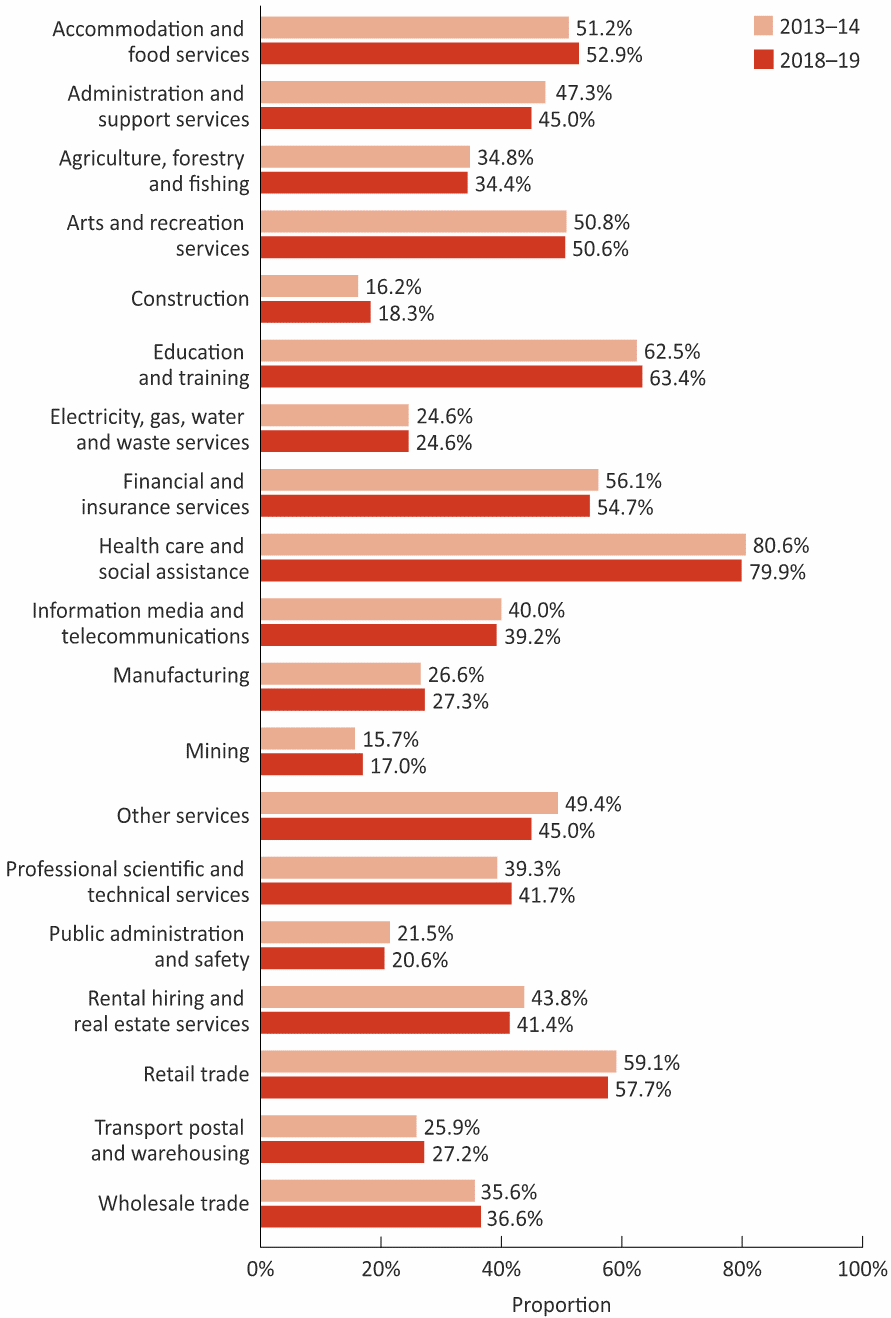 2013–14
2018–19
Accommodation and
food services
51.2%
52.9%
Administration and
support services
47.3%
45.0%
Agriculture, forestry
and fishing
34.8%
34.4%
Arts and recreation
services
50.8%
50.6%
Construction
16.2%
18.3%
Education
and training
62.5%
63.4%
Electricity, gas, water
and waste services
24.6%
24.6%
Financial and
insurance services
56.1%
54.7%
Health care and
social assistance
80.6%
79.9%
Information media and
telecommunications
40.0%
39.2%
Manufacturing
26.6%
27.3%
Mining
15.7%
17.0%
Other services
49.4%
45.0%
Professional scientific and
technical services
39.3%
41.7%
Public administration
and safety
21.5%
20.6%
Rental hiring and
real estate services
43.8%
41.4%
Retail trade
59.1%
57.7%
Transport postal
and warehousing
25.9%
27.2%
Wholesale trade
35.6%
36.6%
0% 20% 40% 60% 80% 100%
Proportion